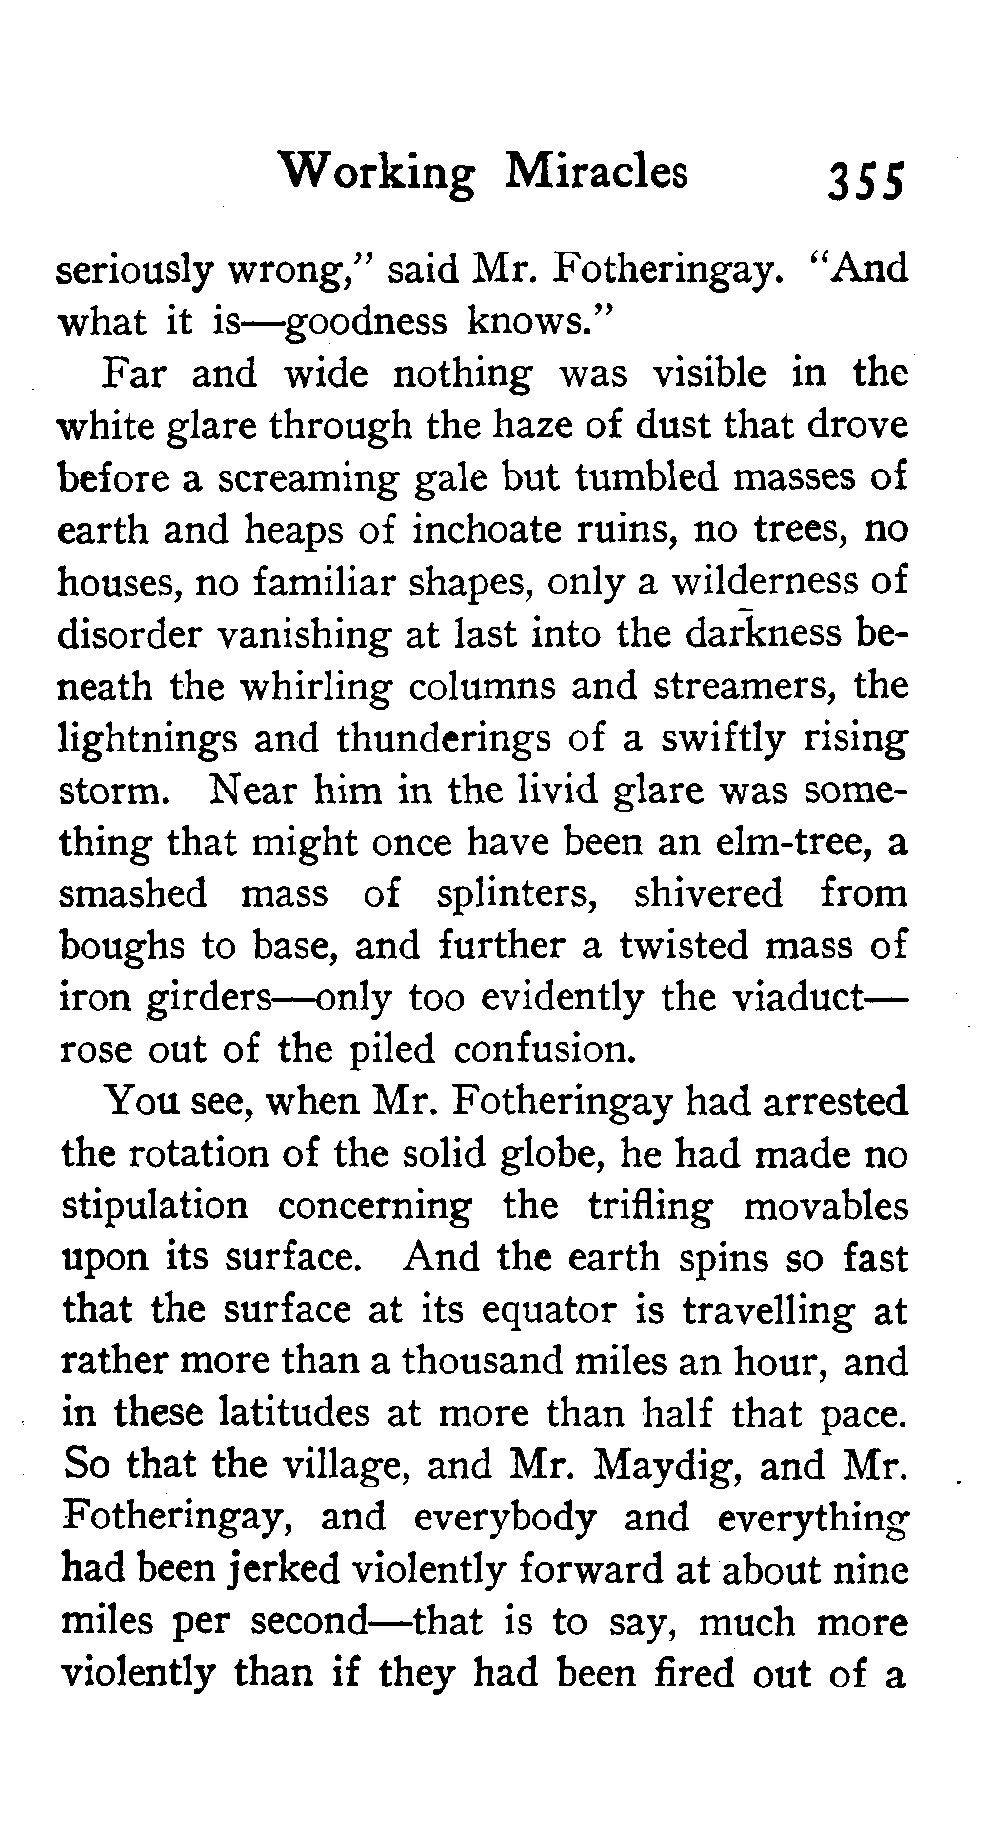 Working Miracles 355
seriously wrong,” said Mr. Fotheringay. “And
what it is—goodness knows.”
Far and wide nothing was visible in the
white glare through the haze of dust that drove
before a screaming gale but tumbled masses of
earth and heaps of inchoate ruins, no trees, no
houses, no familiar shapes, only a wilderness of
disorder vanishing at last into the darkness be-
neath the whirling columns and streamers, the
lightnings and thunderings of a swiftly rising
storm. Near him in the livid glare was some-
thing that might once have been an elm-tree, a
smashed mass of splinters, shivered from
boughs to base, and further a twisted mass of
iron girders—only too evidently the viaduct—
rose out of the piled confusion.
You see, when Mr. Fotheringay had arrested
the rotation of the solid globe, he had made no
stipulation concerning the trifling movables
upon its surface. And the earth spins so fast
that the surface at its equator is travelling at
rather more than a thousand miles an hour, and
in these latitudes at more than half that pace.
So that the village, and Mr. Maydig, and Mr.
Fotheringay, and everybody and everything
had been jerked violently forward at about nine
miles per second—that is to say, much more
violently than if they had been fired out of a